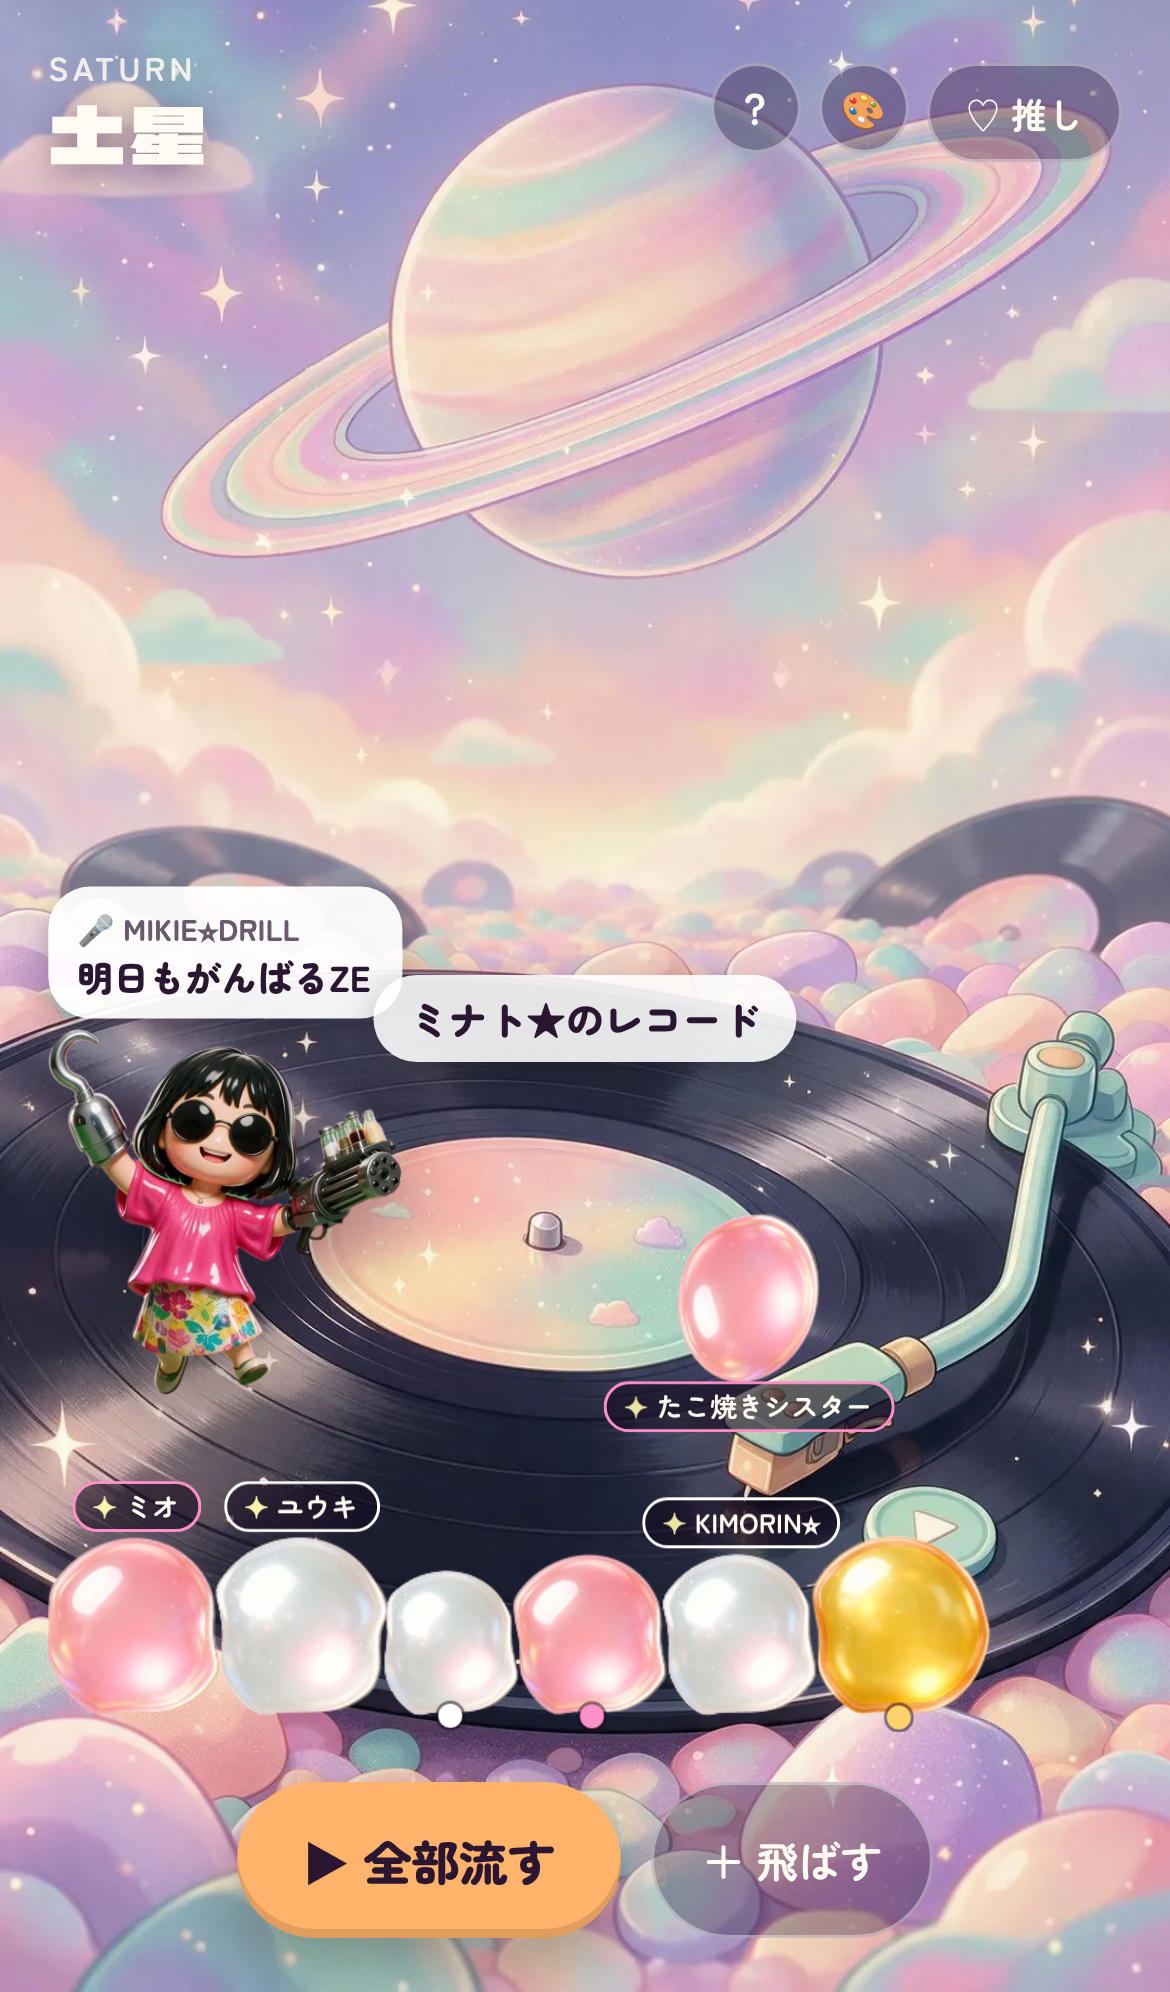 SATURN
土星
?
♡ 推し
🎤 MIKIE★DRILL
明日もがんばるZE
ミナト★のレコード
✦ たこ焼きシスター
✦ ミオ
✦ ユウキ
✦ KIMORIN★
▶ 全部流す
＋ 飛ばす